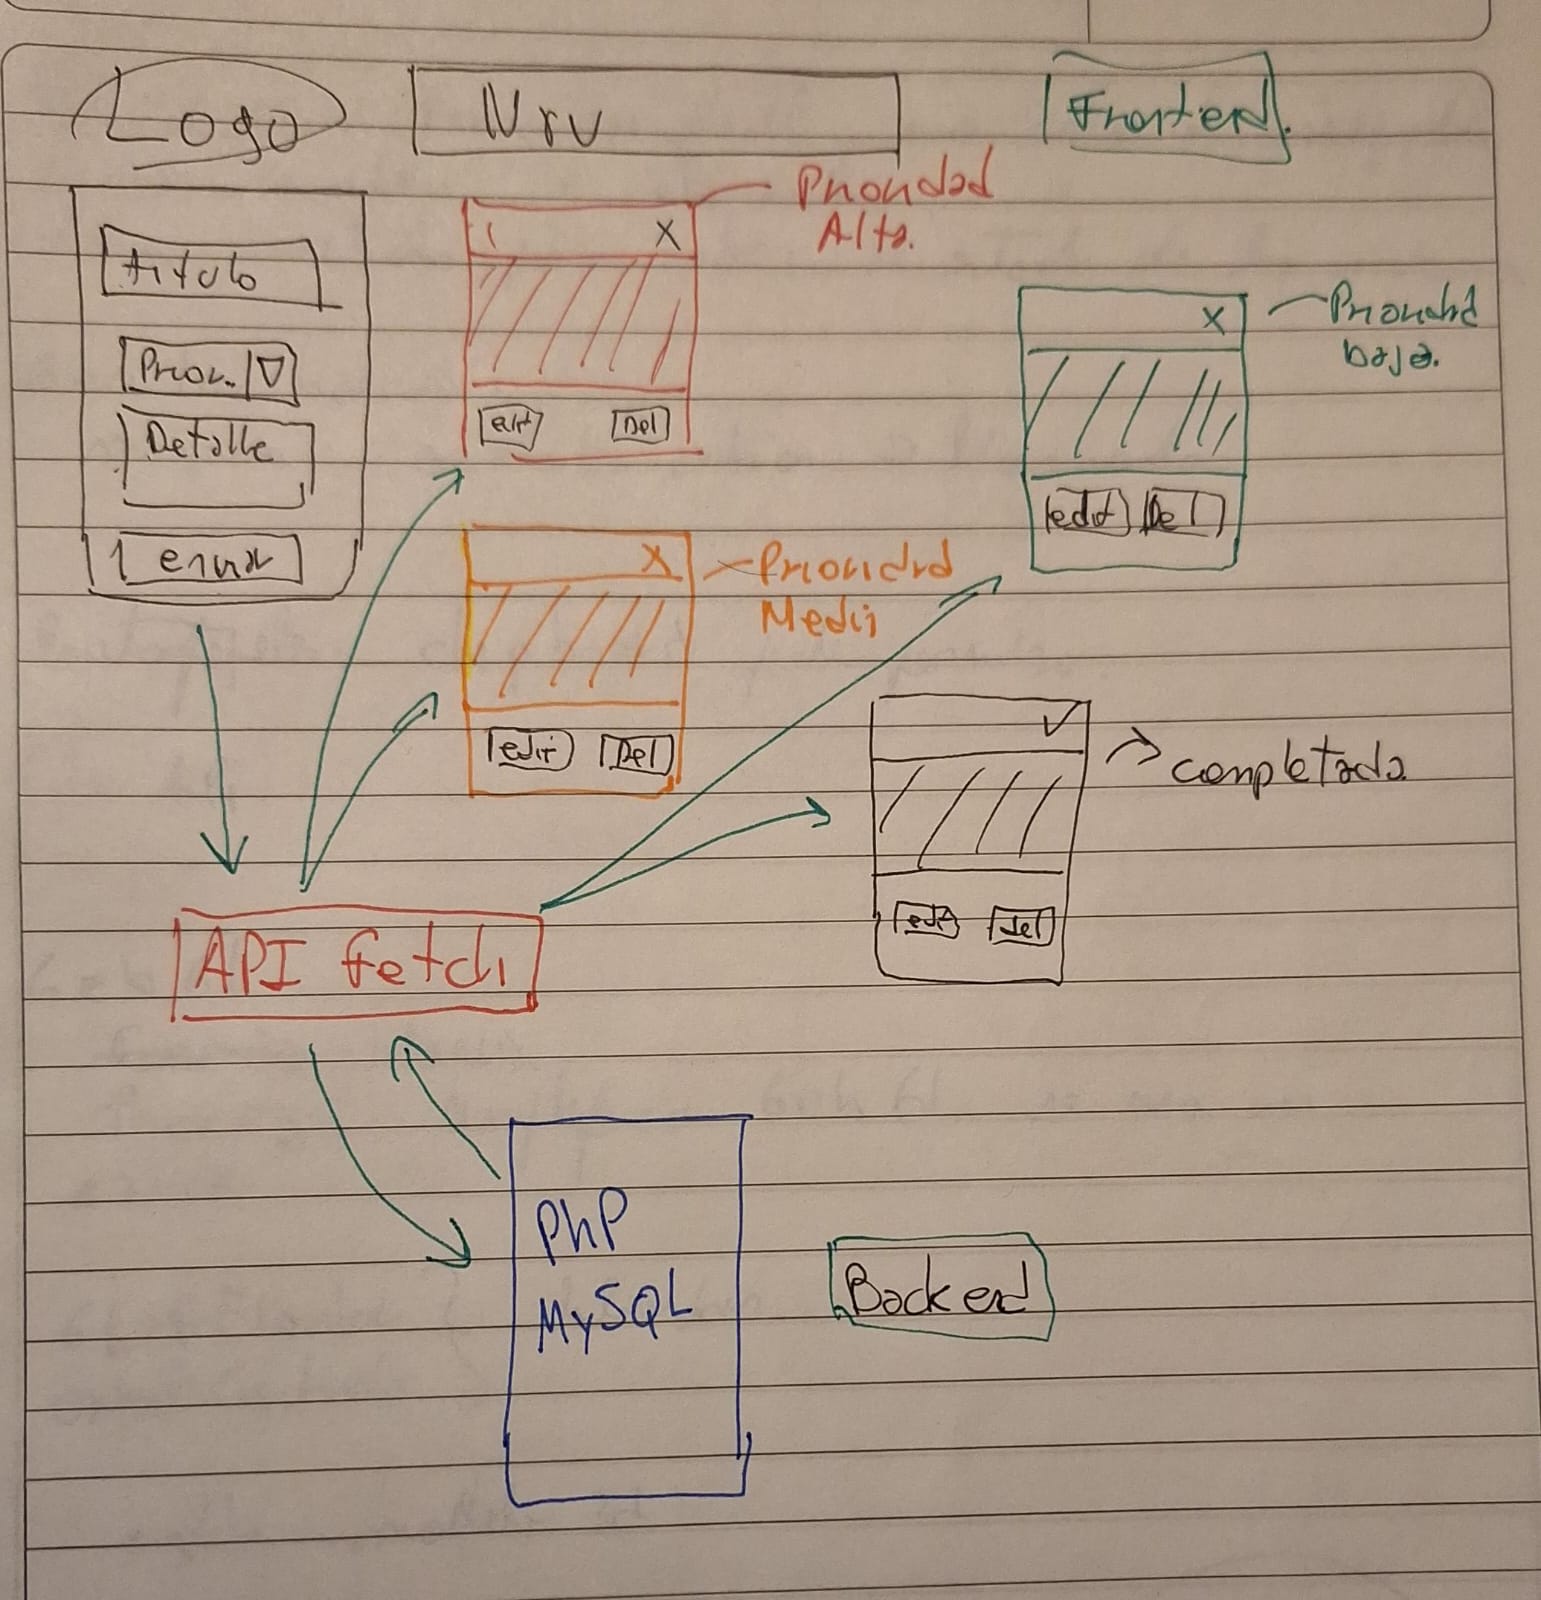 Logo
Nrv
Frontend.
Prioridad
Alta.
X
titulo
Prior.
Detalle
enviar
edit
Del
X
Prioridad
baja.
edit
Del
X
Prioridad
Media
edit
Del
completada
edit
del
API fetch
PhP
MySQL
Backend